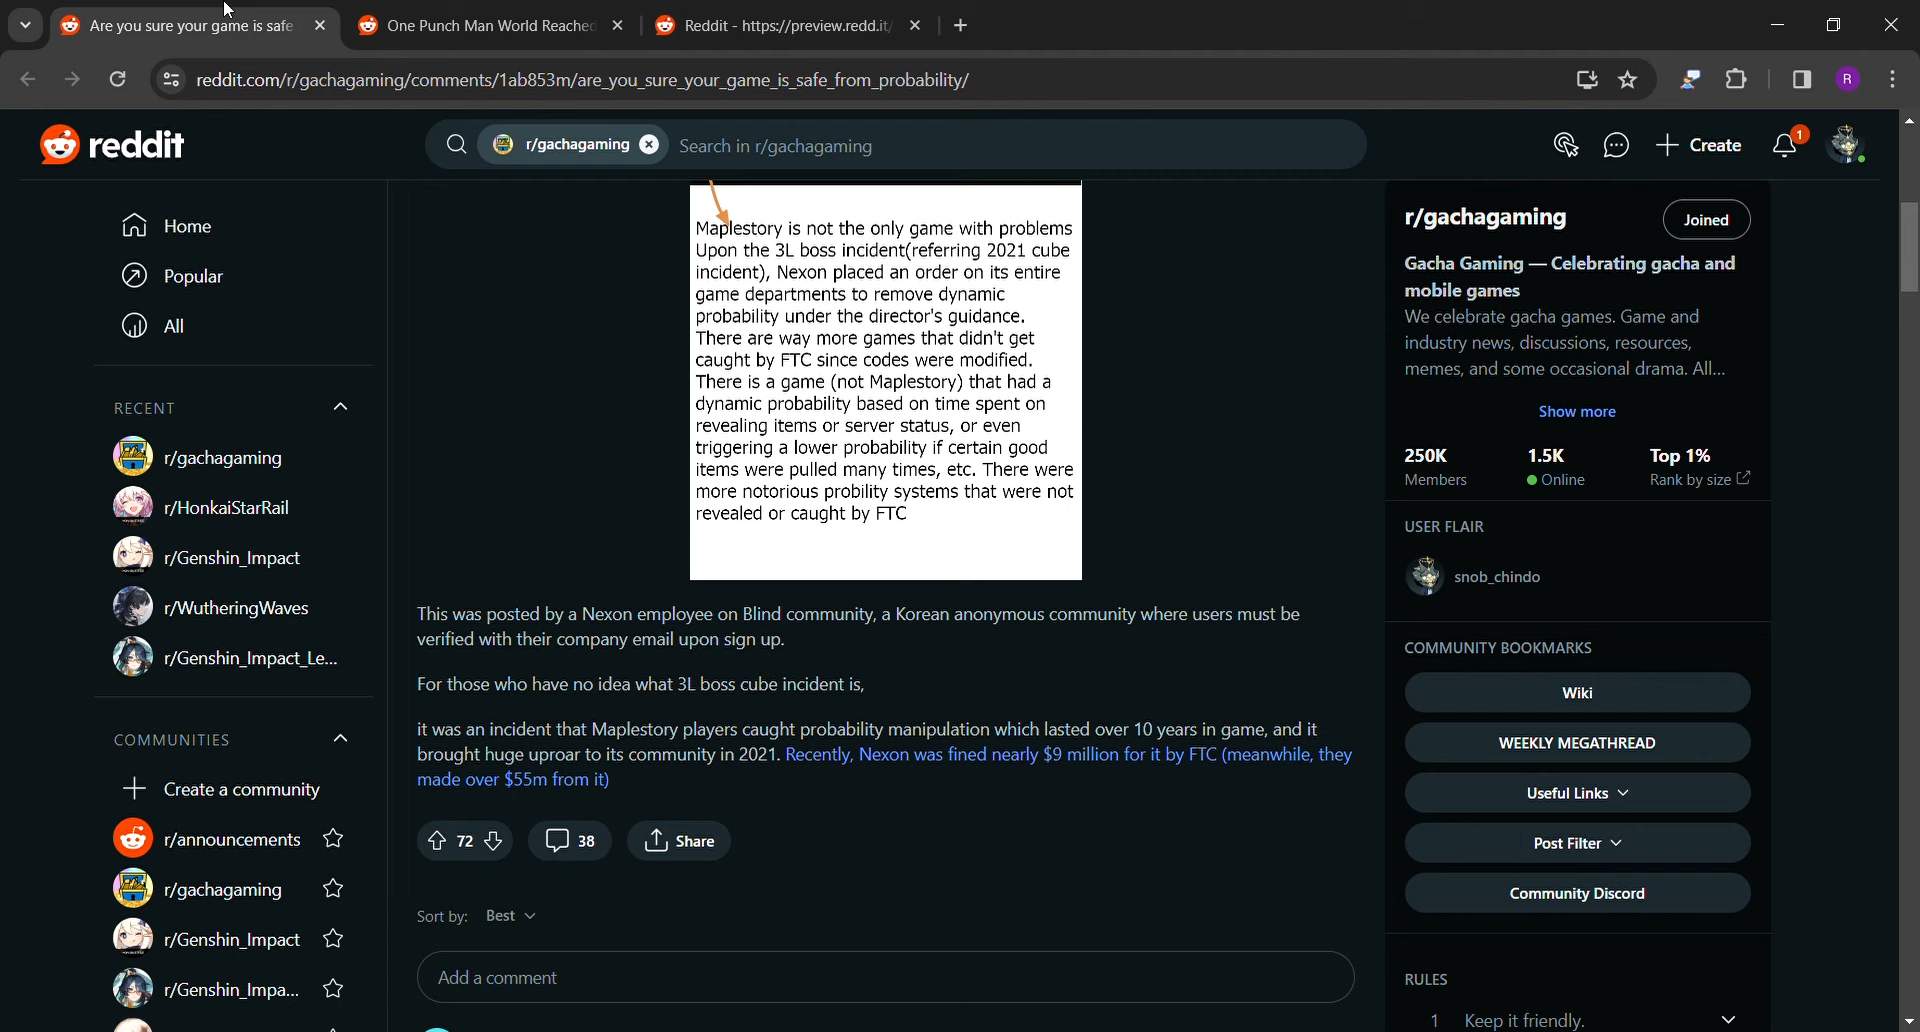 Are you sure your game is safe
One Punch Man World Reached
Reddit - https://preview.redd.it/
reddit.com/r/gachagaming/comments/1ab853m/are_you_sure_your_game_is_safe_from_probability/
R
reddit
r/gachagaming
Search in r/gachagaming
Create
1
Home
Popular
All
RECENT
r/gachagaming
r/HonkaiStarRail
r/Genshin_Impact
r/WutheringWaves
r/Genshin_Impact_Le...
COMMUNITIES
Create a community
r/announcements
r/gachagaming
r/Genshin_Impact
r/Genshin_Impa...
Maplestory is not the only game with problems
Upon the 3L boss incident(referring 2021 cube
incident), Nexon placed an order on its entire
game departments to remove dynamic
probability under the director's guidance.
There are way more games that didn't get
caught by FTC since codes were modified.
There is a game (not Maplestory) that had a
dynamic probability based on time spent on
revealing items or server status, or even
triggering a lower probability if certain good
items were pulled many times, etc. There were
more notorious probility systems that were not
revealed or caught by FTC
This was posted by a Nexon employee on Blind community, a Korean anonymous community where users must be
verified with their company email upon sign up.
For those who have no idea what 3L boss cube incident is,
it was an incident that Maplestory players caught probability manipulation which lasted over 10 years in game, and it
brought huge uproar to its community in 2021. Recently, Nexon was fined nearly $9 million for it by FTC (meanwhile, they
made over $55m from it)
72
38
Share
Sort by: Best
Add a comment
r/gachagaming
Joined
Gacha Gaming — Celebrating gacha and
mobile games
We celebrate gacha games. Game and
industry news, discussions, resources,
memes, and some occasional drama. All...
Show more
250K 1.5K Top 1%
Members Online Rank by size
USER FLAIR
snob_chindo
COMMUNITY BOOKMARKS
Wiki
WEEKLY MEGATHREAD
Useful Links
Post Filter
Community Discord
RULES
1 Keep it friendly.